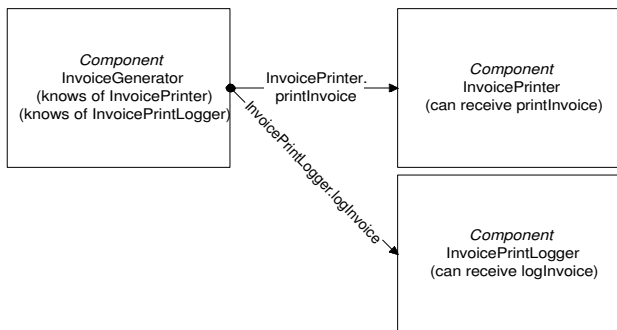 Component
InvoiceGenerator
(knows of InvoicePrinter)
(knows of InvoicePrintLogger)
InvoicePrinter.
printInvoice
Component
InvoicePrinter
(can receive printInvoice)
InvoicePrintLogger.logInvoice
Component
InvoicePrintLogger
(can receive logInvoice)